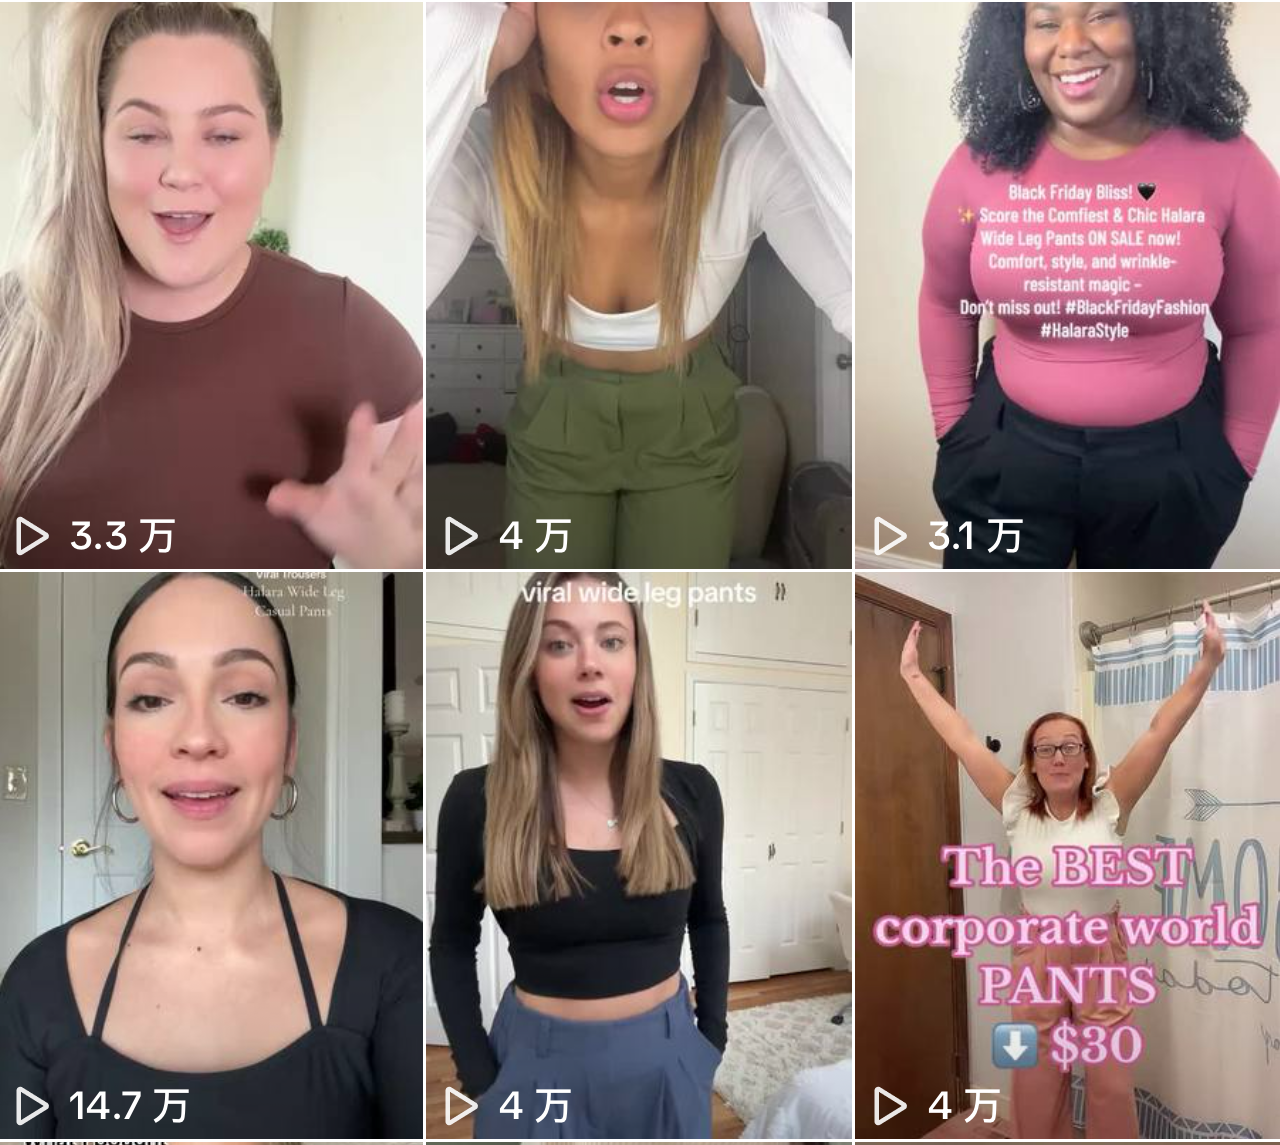 Black Friday Bliss! 🖤
✨ Score the Comfiest & Chic Halara
Wide Leg Pants ON SALE now!
Comfort, style, and wrinkle-
resistant magic -
Don't miss out! #BlackFridayFashion
#HalaraStyle
3.3 万
4 万
3.1 万
Viral Trousers
Halara Wide Leg
Casual Pants
viral wide leg pants
The BEST
corporate world
PANTS
⬇️ $30
14.7 万
4 万
4 万
What I thought